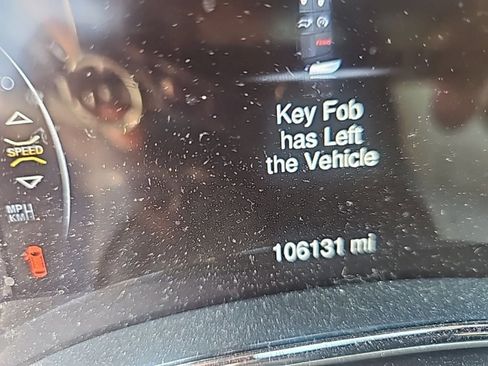 Key Fob
has Left
the Vehicle
SPEED
MPH
KM/H
106131 mi